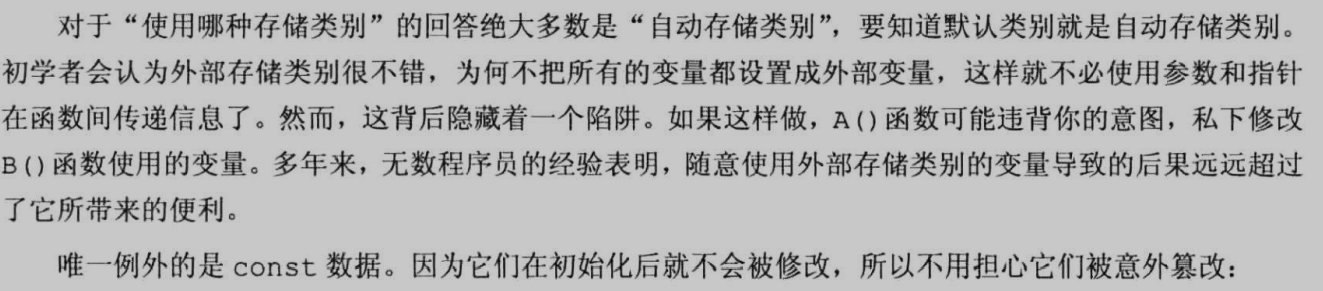 对于“使用哪种存储类别”的回答绝大多数是“自动存储类别”，要知道默认类别就是自动存储类别。
初学者会认为外部存储类别很不错，为何不把所有的变量都设置成外部变量，这样就不必使用参数和指针
在函数间传递信息了。然而，这背后隐藏着一个陷阱。如果这样做，A()函数可能违背你的意图，私下修改
B()函数使用的变量。多年来，无数程序员的经验表明，随意使用外部存储类别的变量导致的后果远远超过
了它所带来的便利。
唯一例外的是 const 数据。因为它们在初始化后就不会被修改，所以不用担心它们被意外篡改：